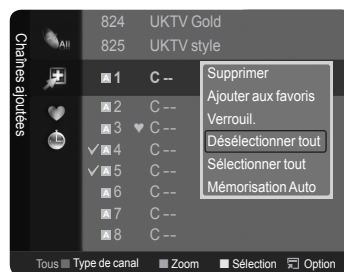 Chaînes ajoutées
All
824 UKTV Gold
825 UKTV style
A 1 C --
A 2 C --
A 3 ♥ C --
✓ A 4 C --
✓ A 5 C --
A 6 C --
A 7 C --
A 8 C --
Supprimer
Ajouter aux favoris
Verrouil.
Désélectionner tout
Sélectionner tout
Mémorisation Auto
Tous Type de canal Zoom Sélection Option